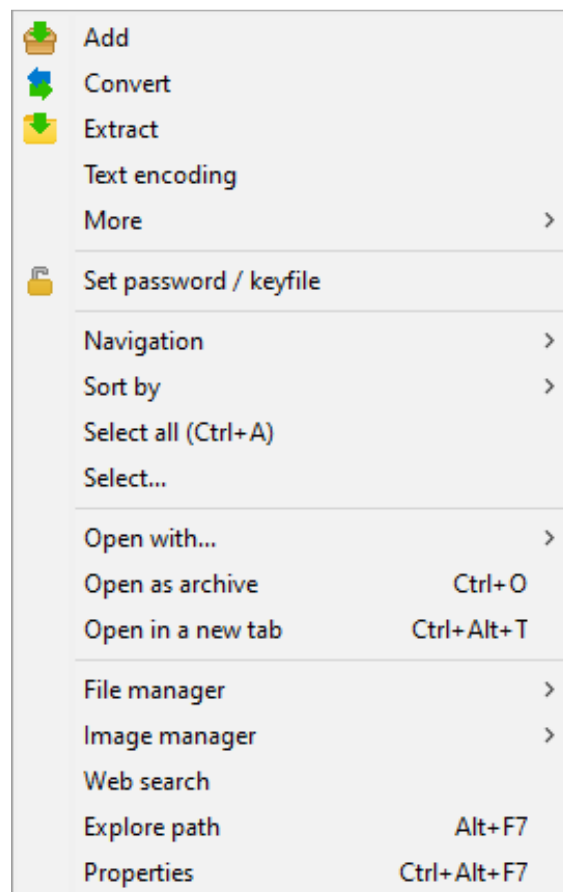 Add
Convert
Extract
Text encoding
More
Set password / keyfile
Navigation
Sort by
Select all (Ctrl+A)
Select...
Open with...
Open as archive Ctrl+O
Open in a new tab Ctrl+Alt+T
File manager
Image manager
Web search
Explore path Alt+F7
Properties Ctrl+Alt+F7